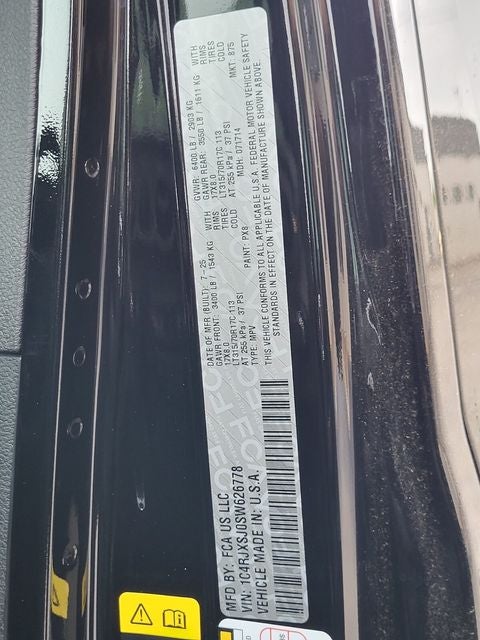 MFD BY: FCA US LLC
DATE OF MFR (BUILT): 7-25
GVWR: 6400 LB / 2903 KG
GAWR FRONT: 3400 LB / 1543 KG WITH
GAWR REAR: 3550 LB / 1611 KG WITH
17X8.0 RIMS
17X8.0 RIMS
LT315/70R17C 113 TIRES
LT315/70R17C 113 TIRES
AT 255 kPa / 37 PSI COLD
AT 255 kPa / 37 PSI COLD
VIN: 1C4RJXSJ0SW626778
TYPE: MPV
PAINT: PX8
MDH: 071714
MKT: 875
VEHICLE MADE IN: U.S.A.
THIS VEHICLE CONFORMS TO ALL APPLICABLE U.S.A. FEDERAL MOTOR VEHICLE SAFETY
STANDARDS IN EFFECT ON THE DATE OF MANUFACTURE SHOWN ABOVE.